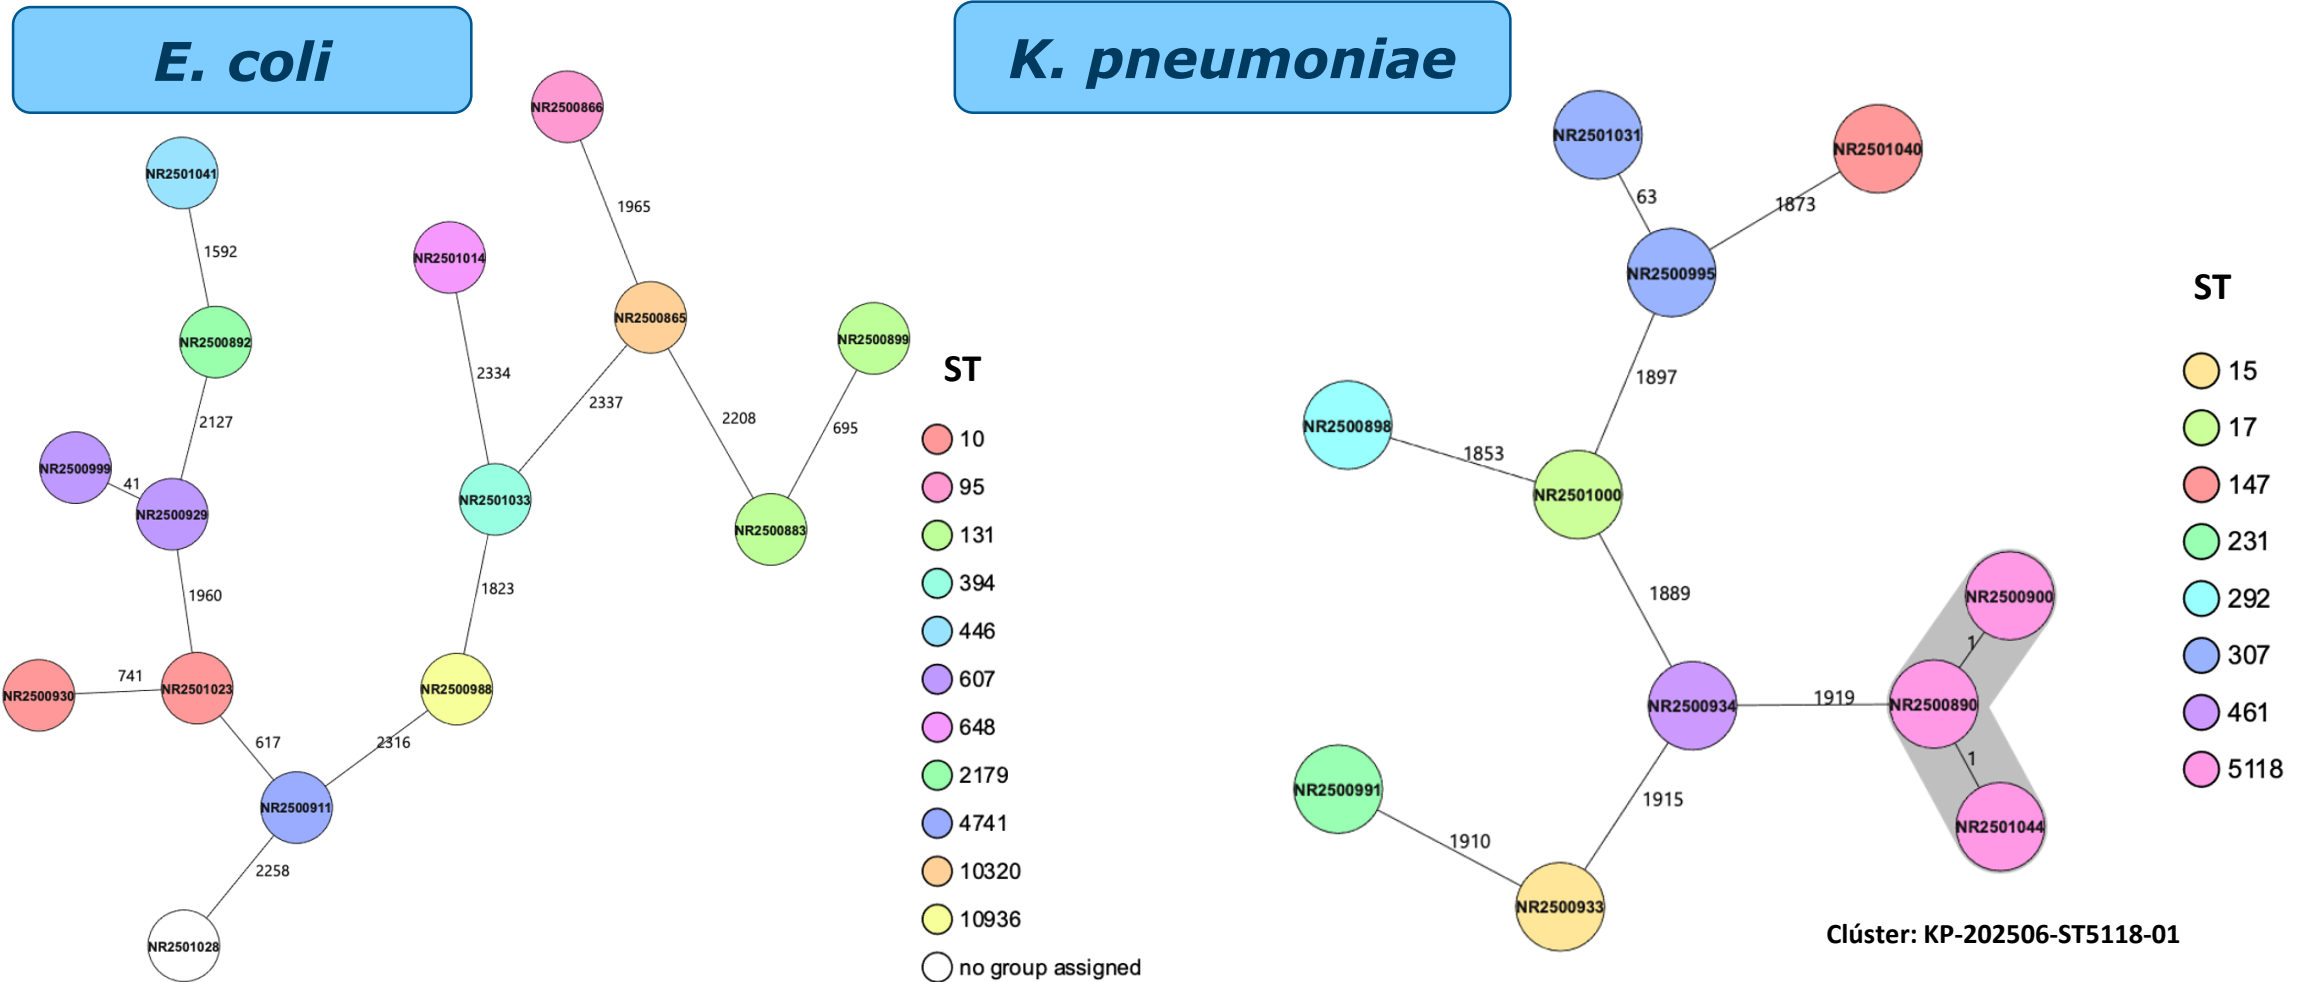 E. coli
NR2500866
NR2501041
1965
1592
NR2501014
NR2500865
NR2500899
NR2500892
2334
2337
2208
695
2127
NR2500999
41
NR2500929
NR2501033
NR2500883
1960
1823
741
NR2500930
NR2501023
NR2500988
617
2316
NR2500911
2258
NR2501028
ST
10
95
131
394
446
607
648
2179
4741
10320
10936
no group assigned
K. pneumoniae
NR2501031
NR2501040
63
1873
NR2500995
1897
NR2500898
1853
NR2501000
1889
NR2500900
1
NR2500934
1919
NR2500890
1
NR2500991
1915
NR2501044
1910
NR2500933
Clúster: KP-202506-ST5118-01
ST
15
17
147
231
292
307
461
5118